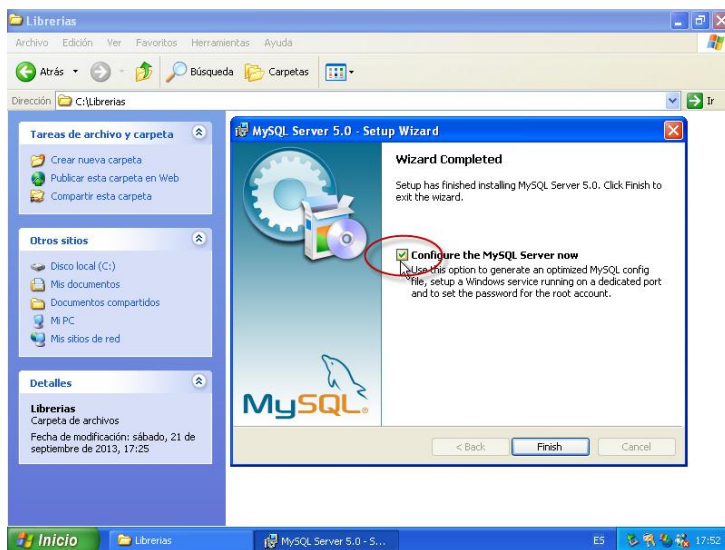 Librerias
Archivo Edición Ver Favoritos Herramientas Ayuda
Atrás Búsqueda Carpetas
Dirección C:\Librerias Ir
Tareas de archivo y carpeta
Crear nueva carpeta
Publicar esta carpeta en Web
Compartir esta carpeta
Otros sitios
Disco local (C:)
Mis documentos
Documentos compartidos
Mi PC
Mis sitios de red
Detalles
Librerias
Carpeta de archivos
Fecha de modificación: sábado, 21 de
septiembre de 2013, 17:25
MySQL Server 5.0 - Setup Wizard
Wizard Completed
Setup has finished installing MySQL Server 5.0. Click Finish to
exit the wizard.
Configure the MySQL Server now
Use this option to generate an optimized MySQL config
file, setup a Windows service running on a dedicated port
and to set the password for the root account.
MySQL®
< Back Finish Cancel
Inicio Librerias MySQL Server 5.0 - S... ES 17:52